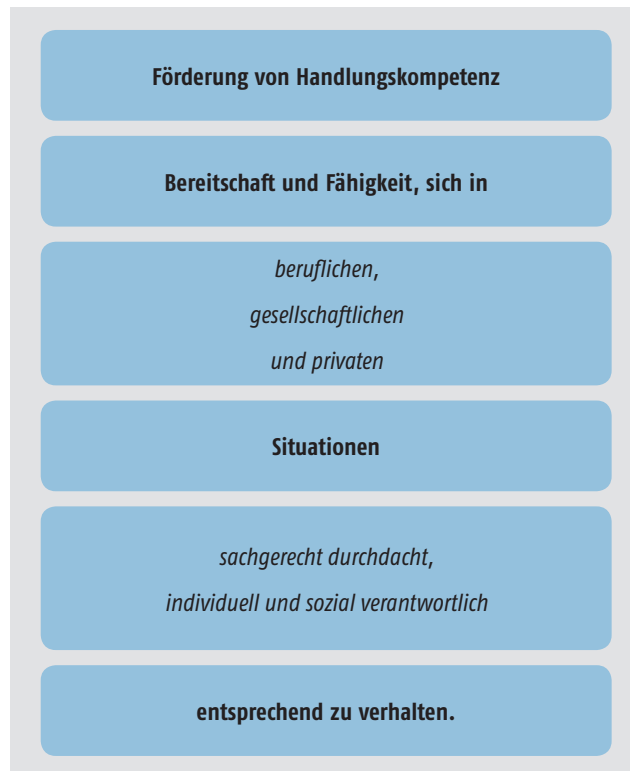 Förderung von Handlungskompetenz
Bereitschaft und Fähigkeit, sich in
beruflichen,
gesellschaftlichen
und privaten
Situationen
sachgerecht durchdacht,
individuell und sozial verantwortlich
entsprechend zu verhalten.